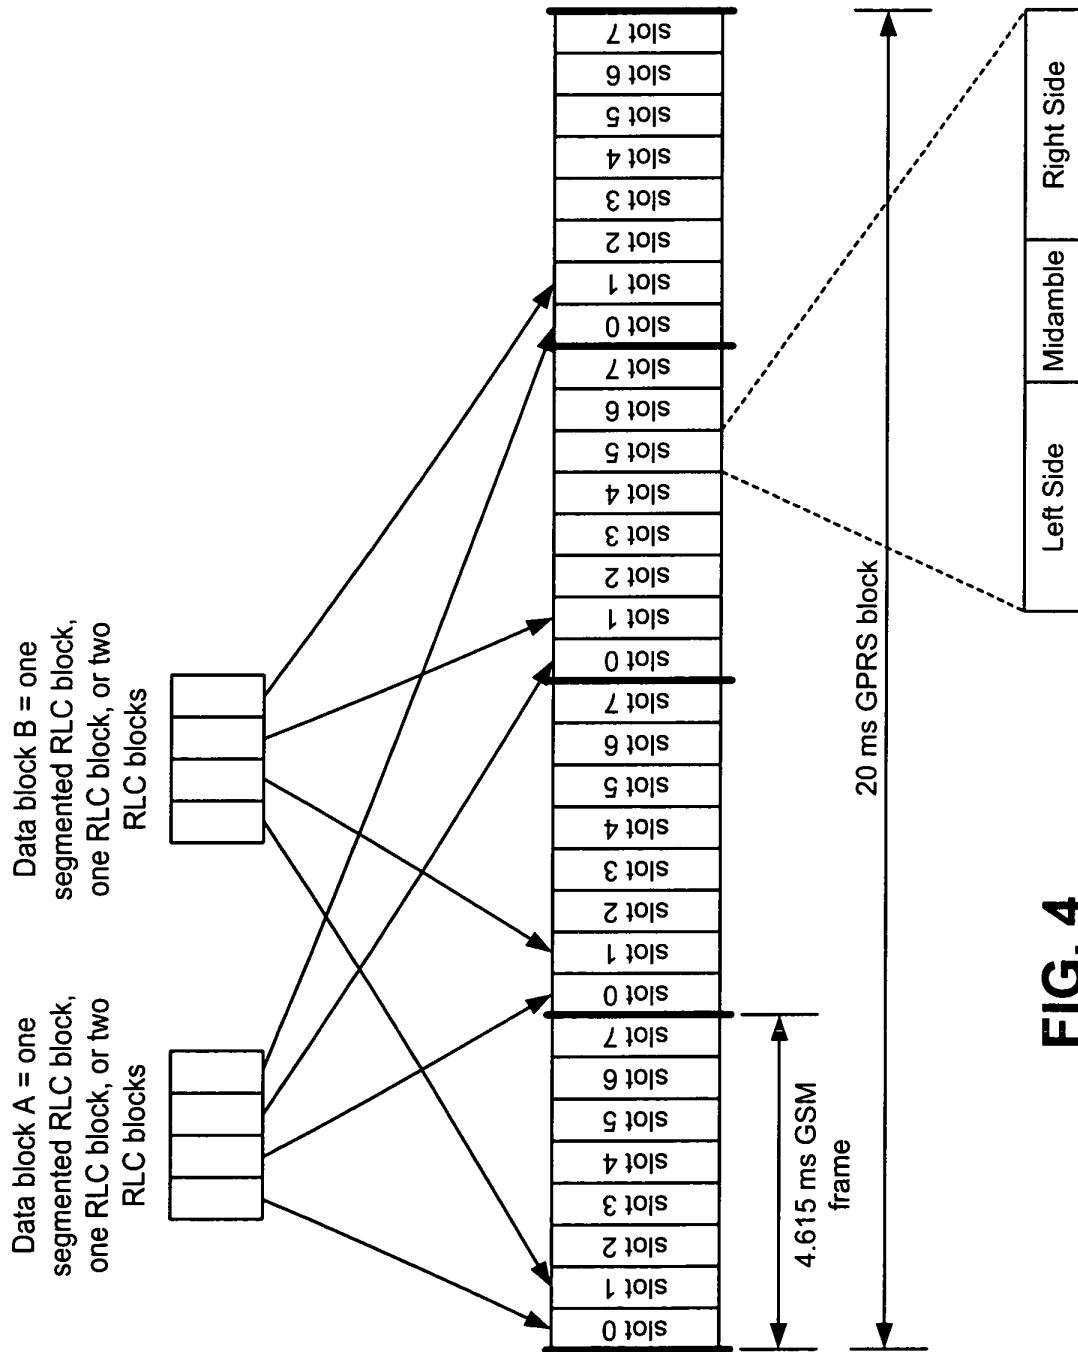 Data block A = one
segmented RLC block,
one RLC block, or two
RLC blocks
Data block B = one
segmented RLC block,
one RLC block, or two
RLC blocks
slot 0
slot 1
slot 2
slot 3
slot 4
slot 5
slot 6
slot 7
slot 0
slot 1
slot 2
slot 3
slot 4
slot 5
slot 6
slot 7
slot 0
slot 1
slot 2
slot 3
slot 4
slot 5
slot 6
slot 7
slot 0
slot 1
slot 2
slot 3
slot 4
slot 5
slot 6
slot 7
4.615 ms GSM
frame
20 ms GPRS block
Left Side
Midamble
Right Side
FIG. 4